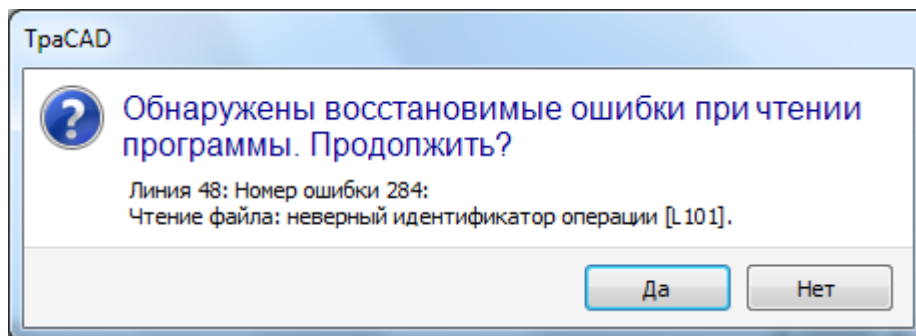 TpaCAD
Обнаружены восстановимые ошибки при чтении
программы. Продолжить?
Линия 48: Номер ошибки 284:
Чтение файла: неверный идентификатор операции [L101].
Да
Нет